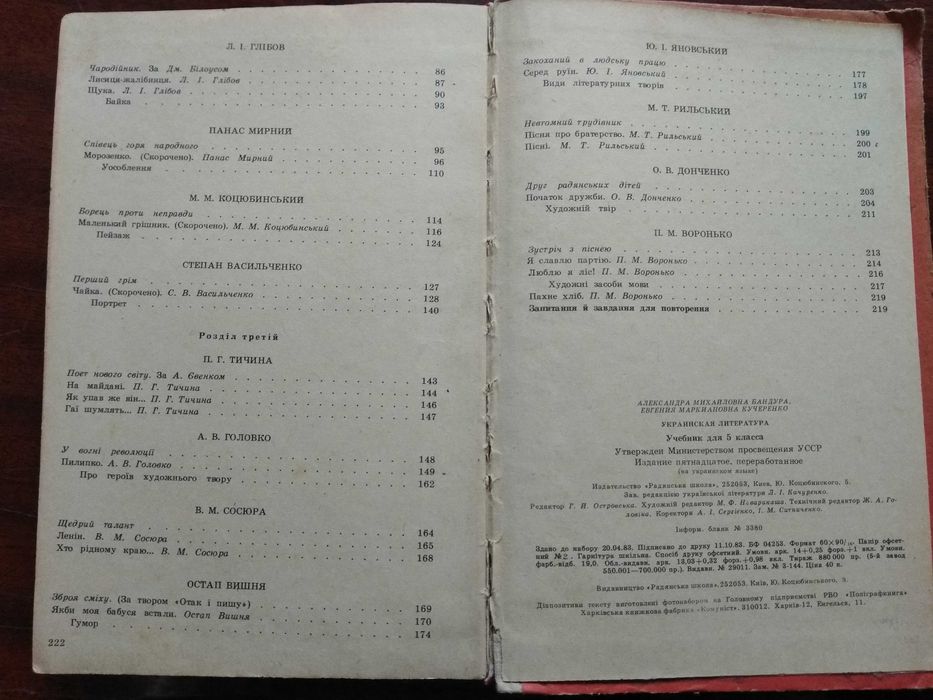 Л. І. ГЛІБОВ
Чародійник. За Дм. Білоусом . . . . . . . . . . 86
Лисиця-жалібниця. Л. І. Глібов . . . . . . . . . . 87
Щука. Л. І. Глібов . . . . . . . . . . 90
Байка . . . . . . . . . . 93
ПАНАС МИРНИЙ
Співець горя народного . . . . . . . . . . 95
Морозенко. (Скорочено). Панас Мирний . . . . . . . . . . 96
Уособлення . . . . . . . . . . 110
М. М. КОЦЮБИНСЬКИЙ
Борець проти неправди . . . . . . . . . . 114
Маленький грішник. (Скорочено). М. М. Коцюбинський . . . . . . . . . . 116
Пейзаж . . . . . . . . . . 124
СТЕПАН ВАСИЛЬЧЕНКО
Перший грім . . . . . . . . . . 127
Чайка. (Скорочено). С. В. Васильченко . . . . . . . . . . 128
Портрет . . . . . . . . . . 140
Розділ третій
П. Г. ТИЧИНА
Поет нового світу. За А. Євенком . . . . . . . . . . 143
На майдані. П. Г. Тичина . . . . . . . . . . 144
Як упав же він... П. Г. Тичина . . . . . . . . . . 146
Гаї шумлять... П. Г. Тичина . . . . . . . . . . 147
А. В. ГОЛОВКО
У вогні революції . . . . . . . . . . 148
Пилипко. А. В. Головко . . . . . . . . . . 149
Про героїв художнього твору . . . . . . . . . . 162
В. М. СОСЮРА
Щедрий талант . . . . . . . . . . 164
Ленін. В. М. Сосюра . . . . . . . . . . 165
Хто рідному краю... В. М. Сосюра . . . . . . . . . . 168
ОСТАП ВИШНЯ
Зброя сміху. (За твором «Отак і пишу») . . . . . . . . . . 169
Якби моя бабуся встали. Остап Вишня . . . . . . . . . . 170
Гумор . . . . . . . . . . 174
222
Ю. І. ЯНОВСЬКИЙ
Закоханий в людську працю . . . . . . . . . . 177
Серед руїн. Ю. І. Яновський . . . . . . . . . . 178
Види літературних творів . . . . . . . . . . 197
М. Т. РИЛЬСЬКИЙ
Невтомний трудівник . . . . . . . . . . 199
Пісня про братерство. М. Т. Рильський . . . . . . . . . . 200
Пісні. М. Т. Рильський . . . . . . . . . . 201
О. В. ДОНЧЕНКО
Друг радянських дітей . . . . . . . . . . 203
Початок дружби. О. В. Донченко . . . . . . . . . . 204
Художній твір . . . . . . . . . . 211
П. М. ВОРОНЬКО
Зустріч з піснею . . . . . . . . . . 213
Я славлю партію. П. М. Воронько . . . . . . . . . . 214
Люблю я ліс! П. М. Воронько . . . . . . . . . . 216
Художні засоби мови . . . . . . . . . . 217
Пахне хліб. П. М. Воронько . . . . . . . . . . 219
Запитання й завдання для повторення . . . . . . . . . . 219
АЛЕКСАНДРА МИХАЙЛОВНА БАНДУРА,
ЕВГЕНИЯ МАРКИАНОВНА КУЧЕРЕНКО
УКРАИНСКАЯ ЛИТЕРАТУРА
Учебник для 5 класса
Утвержден Министерством просвещения УССР
Издание пятнадцатое, переработанное
(на украинском языке)
Издательство «Радянська школа», 252053, Киев, Ю. Коцюбинского, 5.
Зав. редакцією української літератури Л. І. Качуренко.
Редактор Г. Н. Островська. Художній редактор М. Ф. Новарикаша. Технічний редактор Ж. А. Го-
ловіна. Коректори А. І. Сергієнко, І. М. Ситниченко.
Інформ. бланк № 3380
Здано до набору 20.04.83. Підписано до друку 11.10.83. БФ 04253. Формат 60×90/16. Папір офсет-
ний №2. Гарнітура шкільна. Спосіб друку офсетний. Умовн. арк. 14+0,25 форз.+1 вкл. Умовн.
фарб.-відб. 19,0. Обл.-видавн. арк. 13,03+0,32 форз.+0,98 вкл. Тираж 880 000 пр. (5-й завод
550.001—700.000 пр.). Видавн. № 29011. Зам. № 3-144. Ціна 40 к.
Видавництво «Радянська школа», 252053, Київ, Ю. Коцюбинського, 5.
Діапозитиви тексту виготовлені фотонабором на Головному підприємстві РВО «Поліграфкнига»
Харківська книжкова фабрика «Комуніст». 310012. Харків-12, Енгельса, 11.